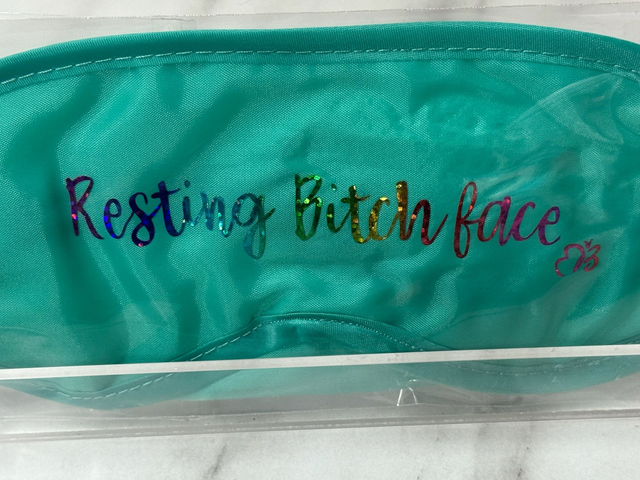 Resting Bitch face